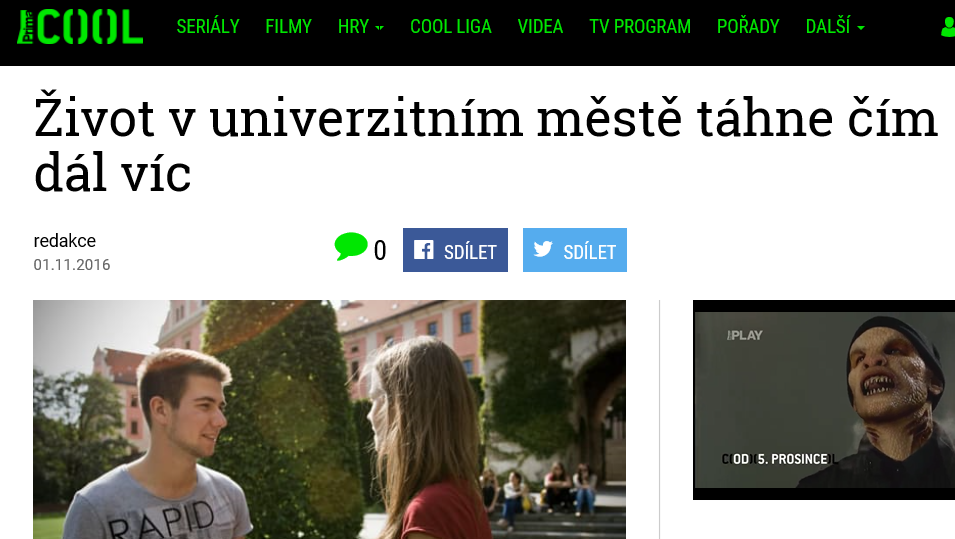 Prima COOL
SERIÁLY FILMY HRY COOL LIGA VIDEA TV PROGRAM POŘADY DALŠÍ
Život v univerzitním městě táhne čím
dál víc
redakce
01.11.2016
0 SDÍLET SDÍLET
RAPID
PLAY
OD 5. PROSINCE